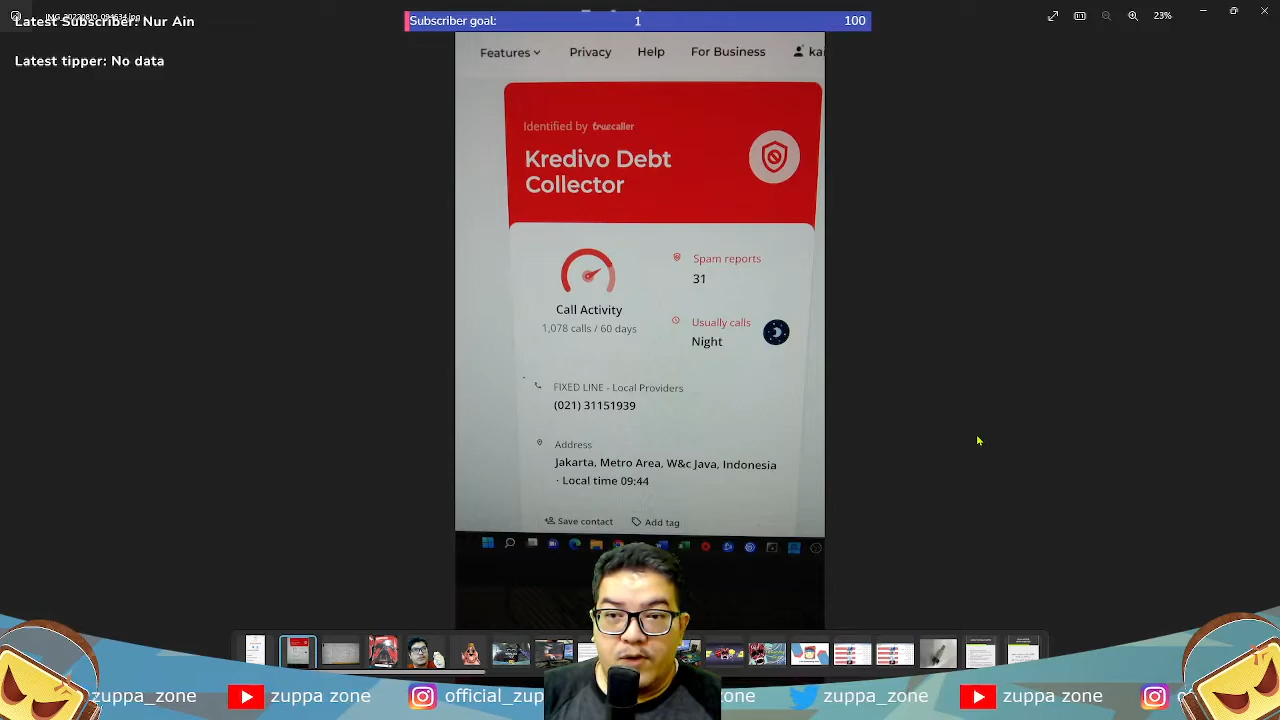 Latest Subscriber: Nur Ain
Subscriber goal:
1
100
53%
Latest tipper: No data
Features
Privacy
Help
For Business
kai
Identified by truecaller
Kredivo Debt
Collector
Call Activity
1,078 calls / 60 days
Spam reports
31
Usually calls
Night
FIXED LINE - Local Providers
(021) 31151939
Address
Jakarta, Metro Area, W&c Java, Indonesia
· Local time 09:44
Save contact
Add tag
zuppa_zone
zuppa zone
official_zup
one
zuppa_zone
zuppa zone